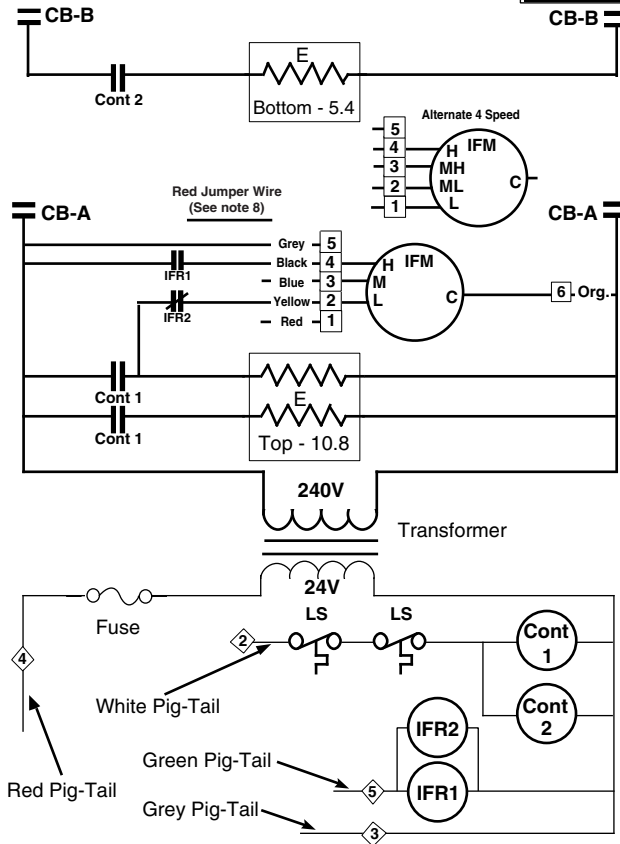 CB-B
CB-B
Cont 2
E
Bottom - 5.4
Alternate 4 Speed
5
4
3
2
1
H
MH
ML
L
IFM
C
Red Jumper Wire
(See note 8)
CB-A
CB-A
Grey 5
Black 4
Blue 3
Yellow 2
Red 1
IFR1
IFR2
H
M
L
IFM
C
6 Org.
Cont 1
Cont 1
E
Top - 10.8
240V
Transformer
24V
Fuse
LS
LS
2
4
Cont
1
Cont
2
White Pig-Tail
IFR2
Green Pig-Tail
Red Pig-Tail
5
IFR1
Grey Pig-Tail
3